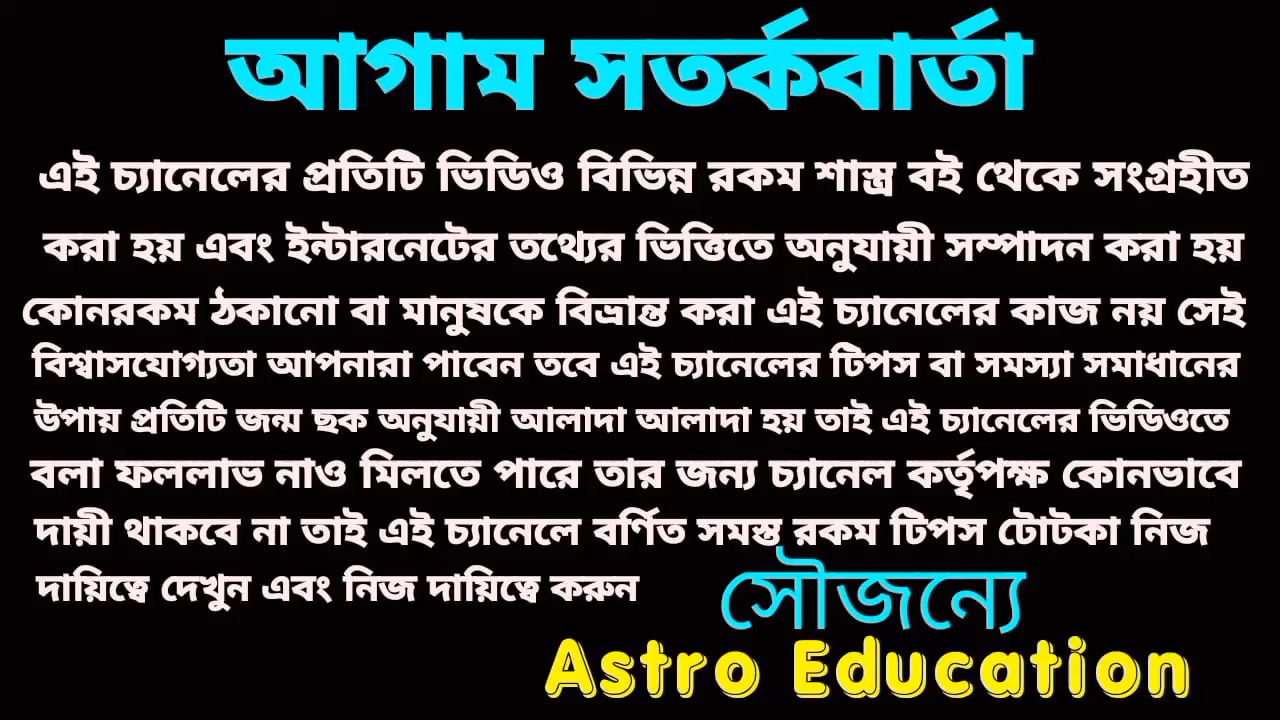 আগাম সতর্কবার্তা
এই চ্যানেলের প্রতিটি ভিডিও বিভিন্ন রকম শাস্ত্র বই থেকে সংগ্রহীত
করা হয় এবং ইন্টারনেটের তথ্যের ভিত্তিতে অনুযায়ী সম্পাদন করা হয়
কোনরকম ঠকানো বা মানুষকে বিভ্রান্ত করা এই চ্যানেলের কাজ নয় সেই
বিশ্বাসযোগ্যতা আপনারা পাবেন তবে এই চ্যানেলের টিপস বা সমস্যা সমাধানের
উপায় প্রতিটি জন্ম ছক অনুযায়ী আলাদা আলাদা হয় তাই এই চ্যানেলের ভিডিওতে
বলা ফললাভ নাও মিলতে পারে তার জন্য চ্যানেল কর্তৃপক্ষ কোনভাবে
দায়ী থাকবে না তাই এই চ্যানেলে বর্ণিত সমস্ত রকম টিপস টোটকা নিজ
দায়িত্বে দেখুন এবং নিজ দায়িত্বে করুন
সৌজন্যে
Astro Education